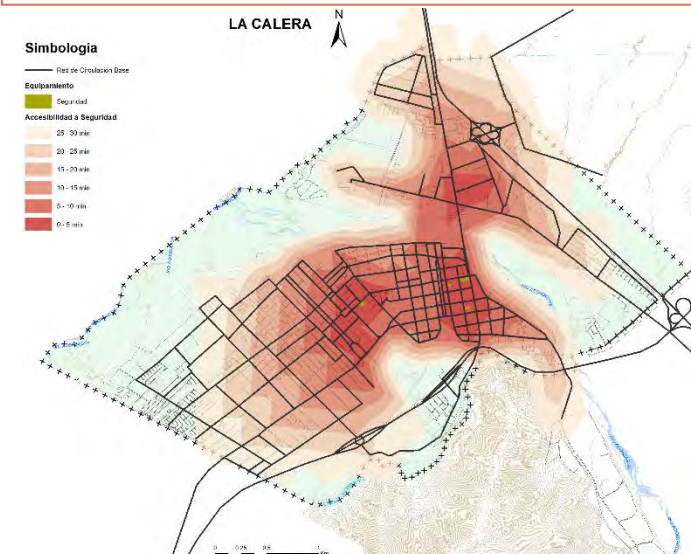 LA CALERA
N
Simbología
Red de Circulación Base
Equipamiento
Seguridad
Accesibilidad a Seguridad
25 - 30 min
20 - 25 min
15 - 20 min
10 - 15 min
5 - 10 min
0 - 5 min
0 0.25 0.5 1
Km